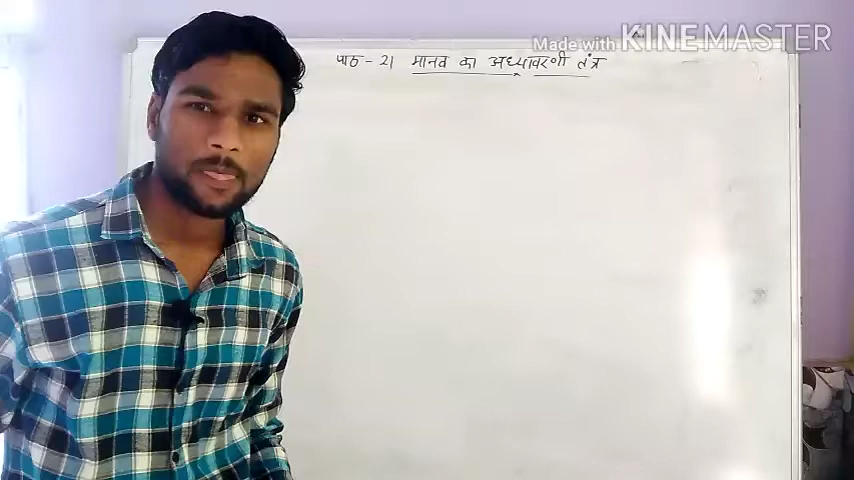 Made with KINEMASTER
पाठ - 21 मानव का अध्यावरणी तंत्र